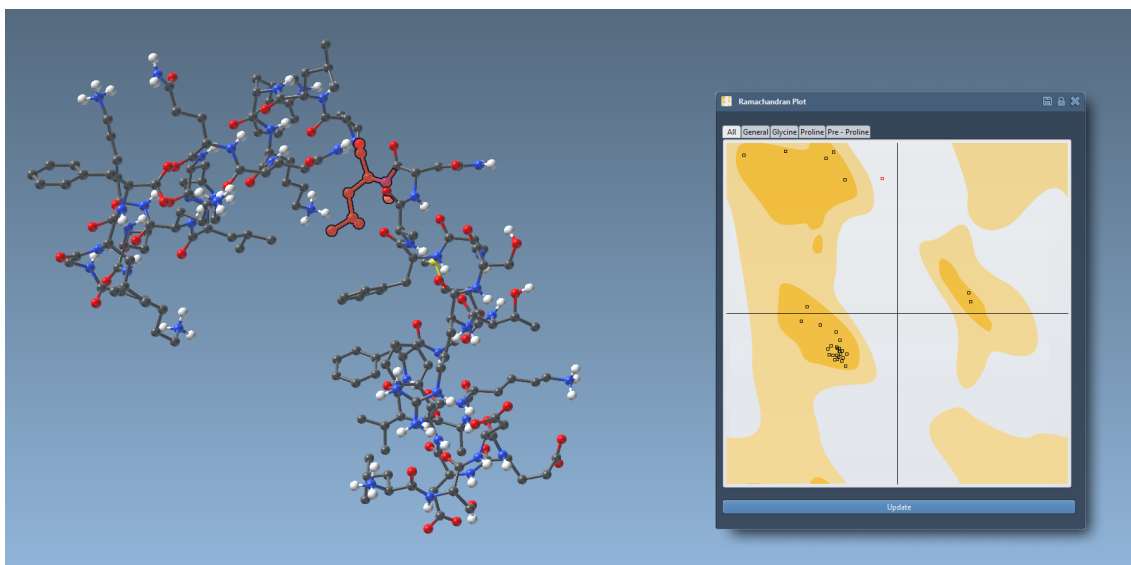 Ramachandran Plot
All General Glycine Proline Pre - Proline
Update